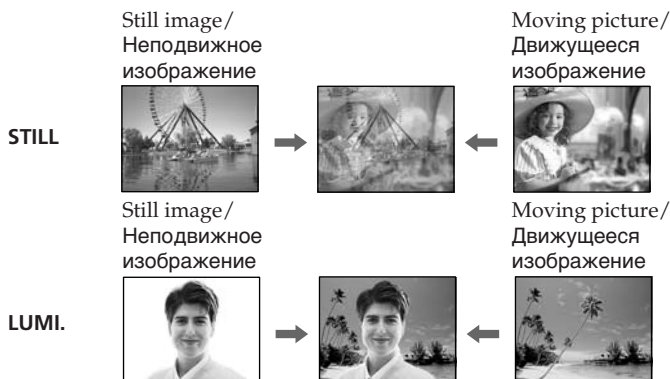 Still image/
Неподвижное
изображение
Moving picture/
Движущееся
изображение
STILL
Still image/
Неподвижное
изображение
Moving picture/
Движущееся
изображение
LUMI.